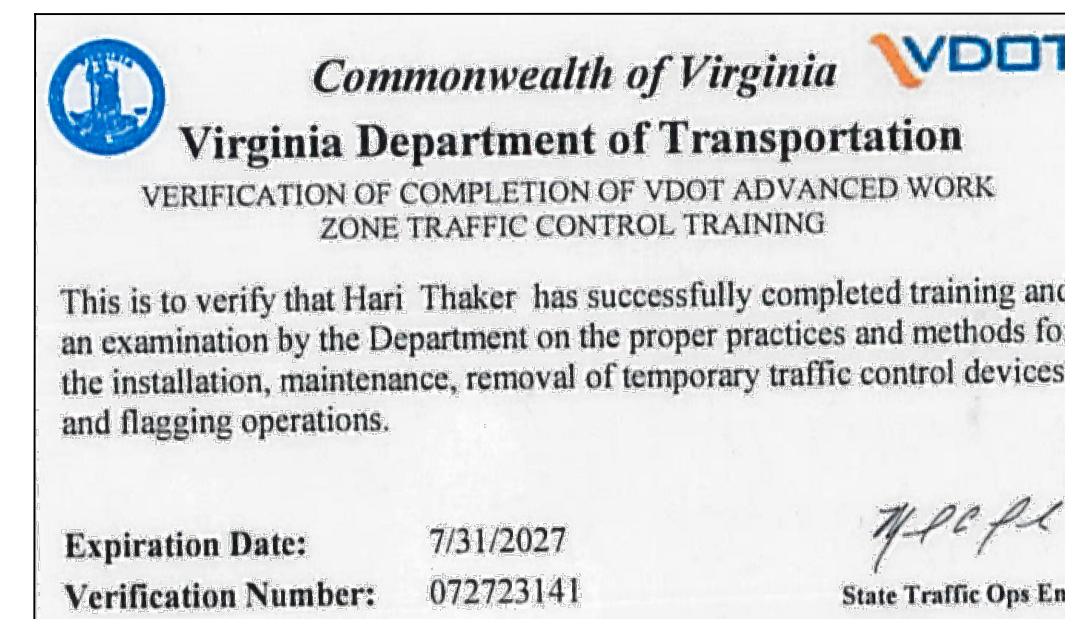 Commonwealth of Virginia
VDOT
Virginia Department of Transportation
VERIFICATION OF COMPLETION OF VDOT ADVANCED WORK
ZONE TRAFFIC CONTROL TRAINING
This is to verify that Hari Thaker has successfully completed training and
an examination by the Department on the proper practices and methods for
the installation, maintenance, removal of temporary traffic control devices
and flagging operations.
Expiration Date: 7/31/2027
Verification Number: 072723141
State Traffic Ops En